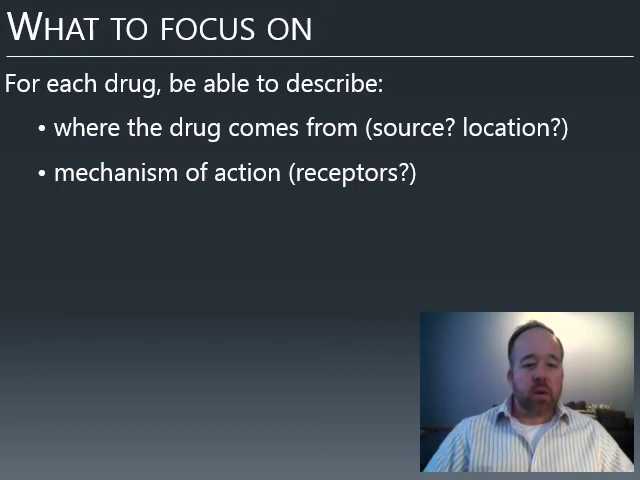 WHAT TO FOCUS ON
For each drug, be able to describe:
• where the drug comes from (source? location?)
• mechanism of action (receptors?)